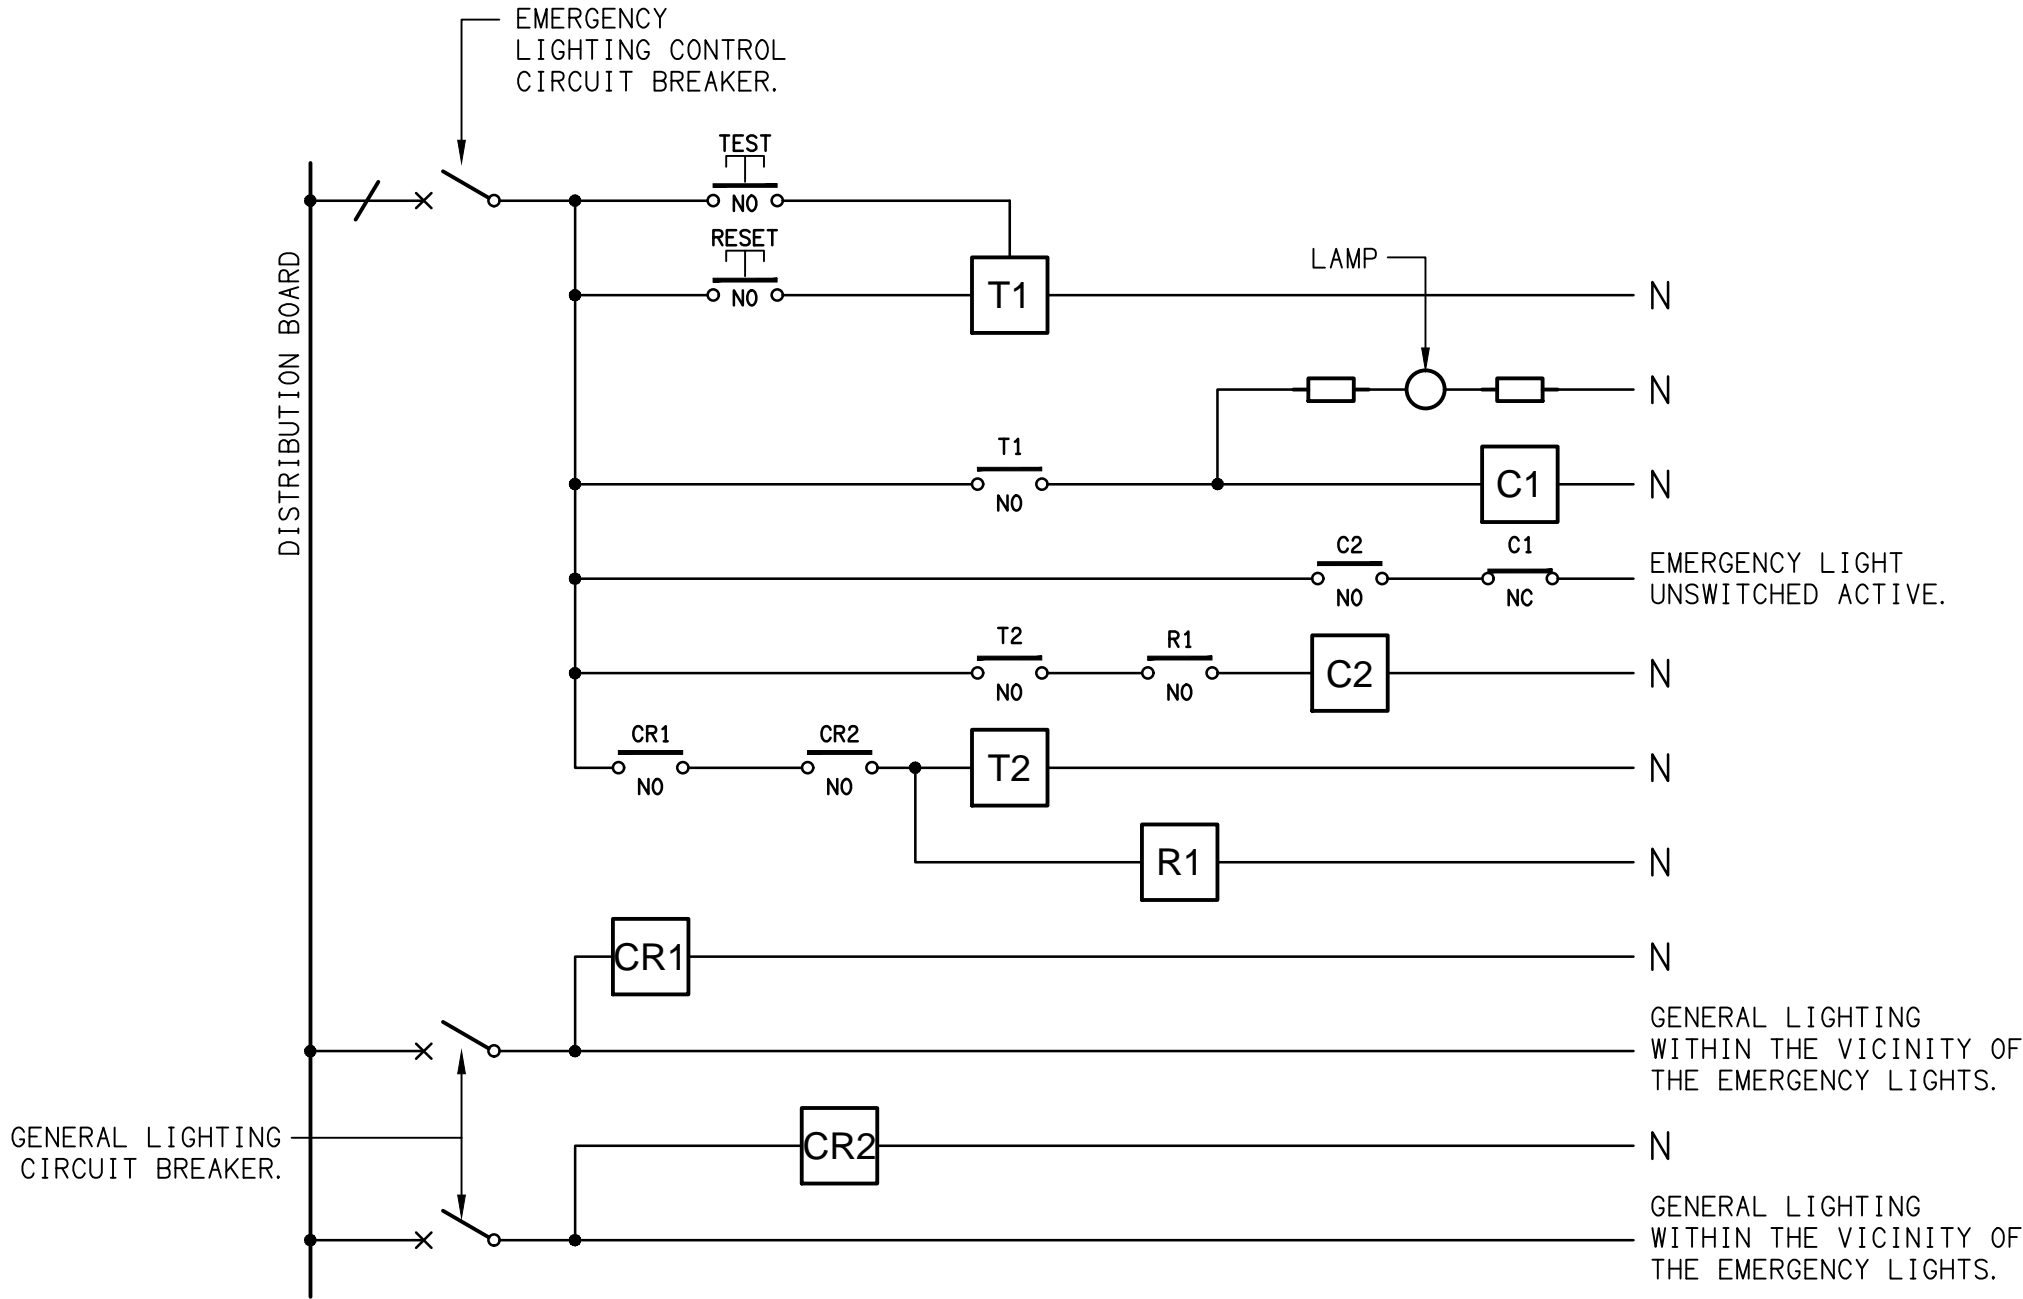 EMERGENCY
LIGHTING CONTROL
CIRCUIT BREAKER.
TEST
NO
RESET
NO
T1
N
LAMP
N
DISTRIBUTION BOARD
T1
NO
C1
N
C2
NO
C1
NC
EMERGENCY LIGHT
UNSWITCHED ACTIVE.
T2
NO
R1
NO
C2
N
CR1
NO
CR2
NO
T2
N
R1
N
CR1
N
GENERAL LIGHTING
WITHIN THE VICINITY OF
THE EMERGENCY LIGHTS.
GENERAL LIGHTING
CIRCUIT BREAKER.
CR2
N
GENERAL LIGHTING
WITHIN THE VICINITY OF
THE EMERGENCY LIGHTS.